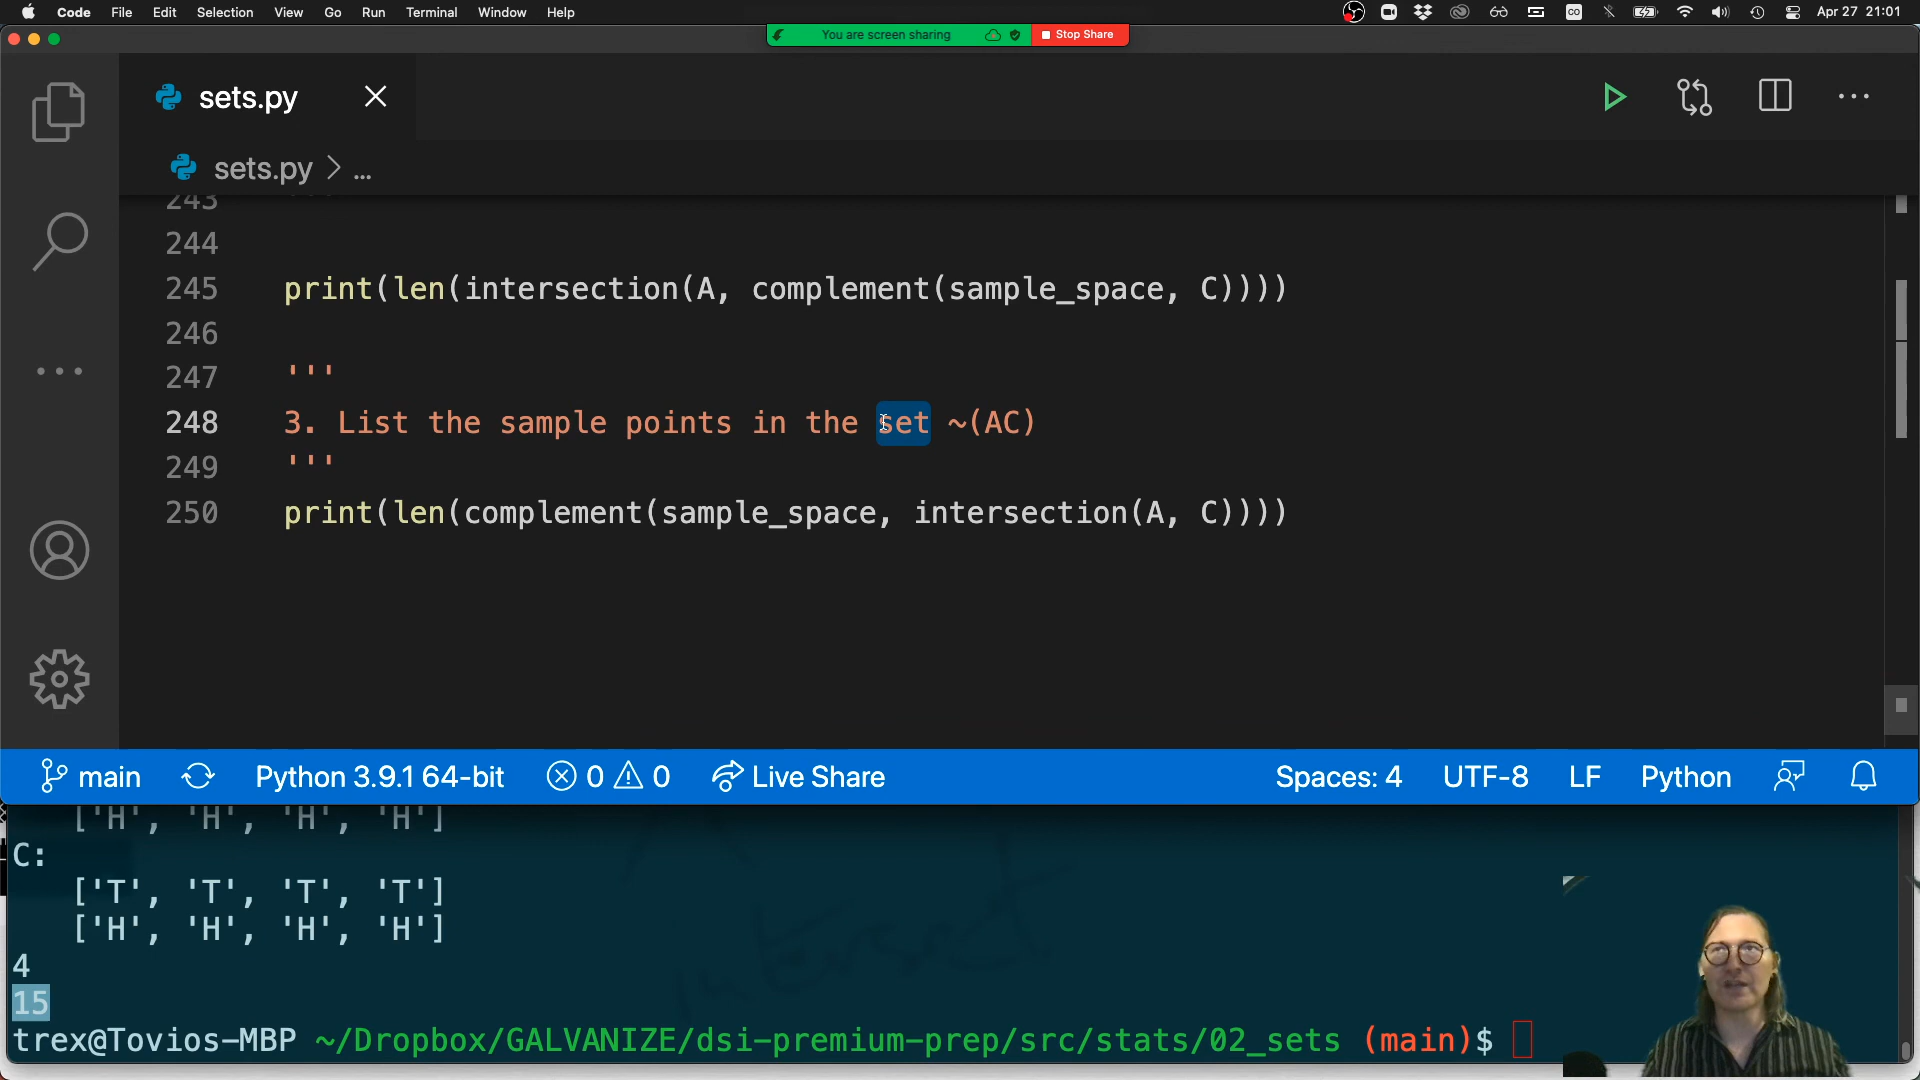 Code File Edit Selection View Go Run Terminal Window Help Apr 27 21:01
You are screen sharing Stop Share
sets.py
sets.py > ...
243
244
245 print(len(intersection(A, complement(sample_space, C))))
246
247 '''
248 3. List the sample points in the set ~(AC)
249 '''
250 print(len(complement(sample_space, intersection(A, C))))
main Python 3.9.1 64-bit 0 0 Live Share Spaces: 4 UTF-8 LF Python
['H', 'H', 'H', 'H']
C:
['T', 'T', 'T', 'T']
['H', 'H', 'H', 'H']
4
15
trex@Tovios-MBP ~/Dropbox/GALVANIZE/dsi-premium-prep/src/stats/02_sets (main)$